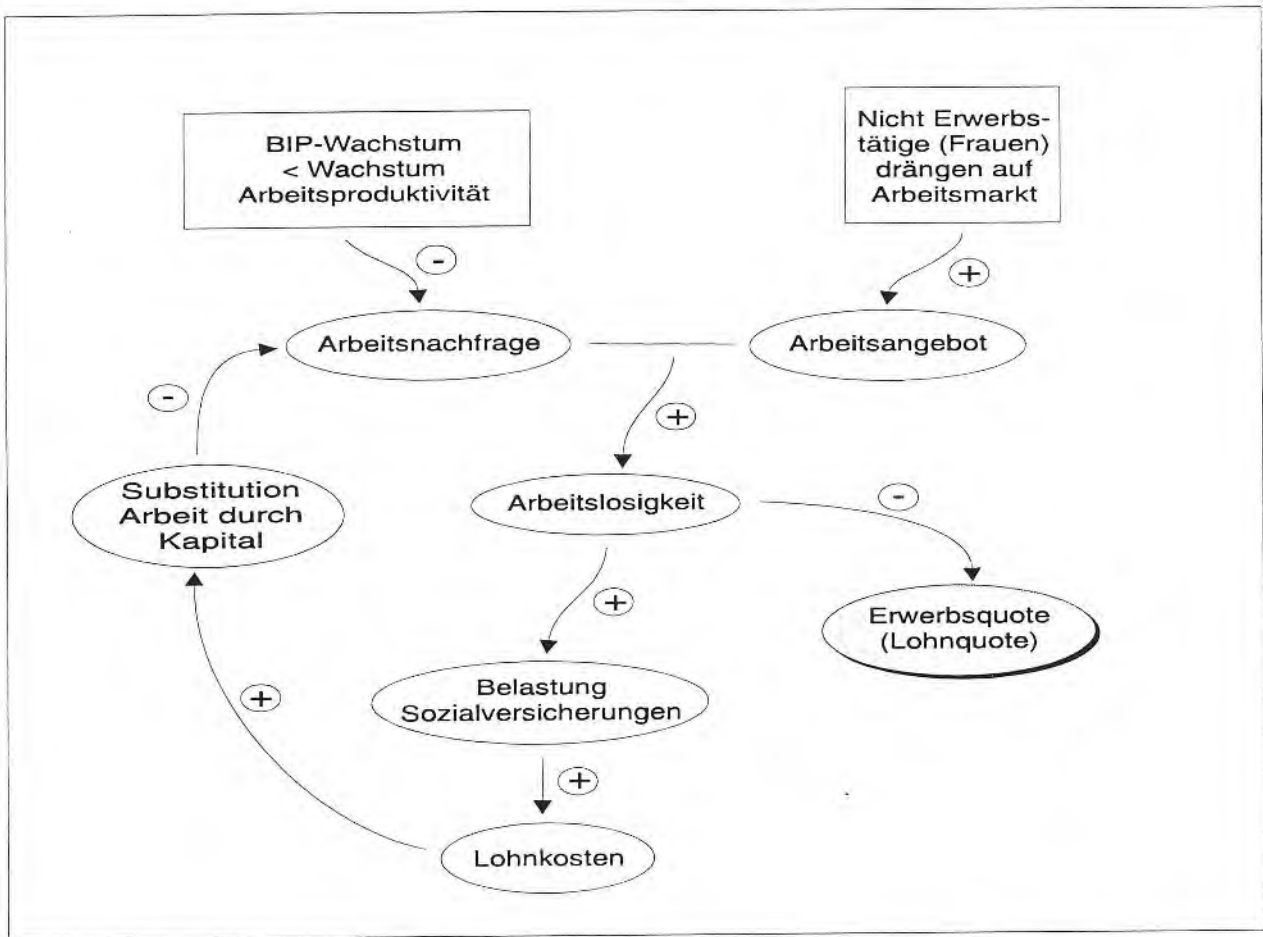 BIP-Wachstum
< Wachstum
Arbeitsproduktivität
Nicht Erwerbs-
tätige (Frauen)
drängen auf
Arbeitsmarkt
-
+
Arbeitsnachfrage
Arbeitsangebot
-
+
Substitution
Arbeit durch
Kapital
Arbeitslosigkeit
-
+
Erwerbsquote
(Lohnquote)
Belastung
Sozialversicherungen
+
+
Lohnkosten